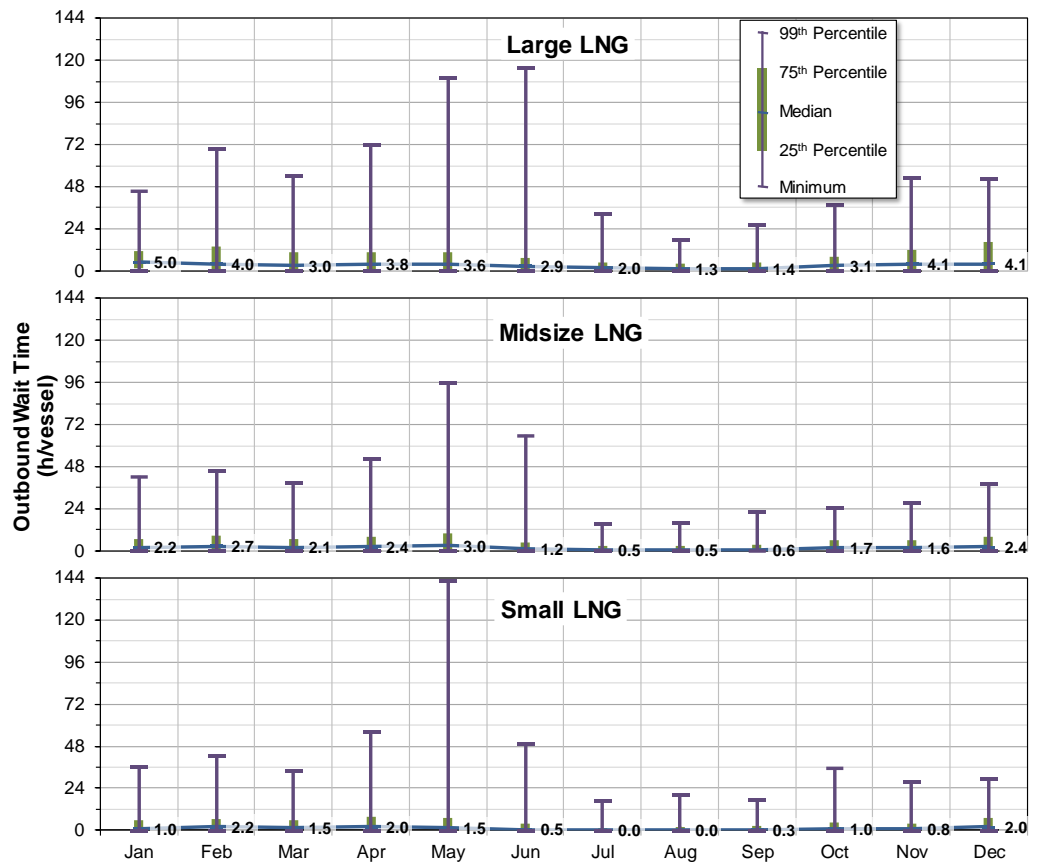 144
120
96
72
48
24
0
Large LNG
99th Percentile
75th Percentile
Median
25th Percentile
Minimum
5.0 4.0 3.0 3.8 3.6 2.9 2.0 1.3 1.4 3.1 4.1 4.1
Outbound Wait Time
(h/vessel)
144
120
96
72
48
24
0
Midsize LNG
2.2 2.7 2.1 2.4 3.0 1.2 0.5 0.5 0.6 1.7 1.6 2.4
144
120
96
72
48
24
0
Small LNG
1.0 2.2 1.5 2.0 1.5 0.5 0.0 0.0 0.3 1.0 0.8 2.0
Jan Feb Mar Apr May Jun Jul Aug Sep Oct Nov Dec